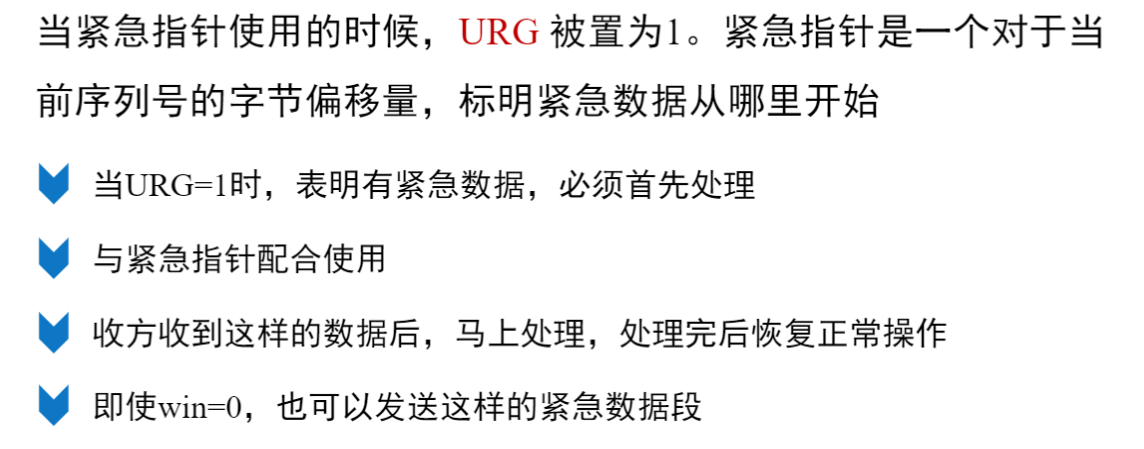 当紧急指针使用的时候，URG 被置为1。紧急指针是一个对于当
前序列号的字节偏移量，标明紧急数据从哪里开始
当URG=1时，表明有紧急数据，必须首先处理
与紧急指针配合使用
收方收到这样的数据后，马上处理，处理完后恢复正常操作
即使win=0，也可以发送这样的紧急数据段